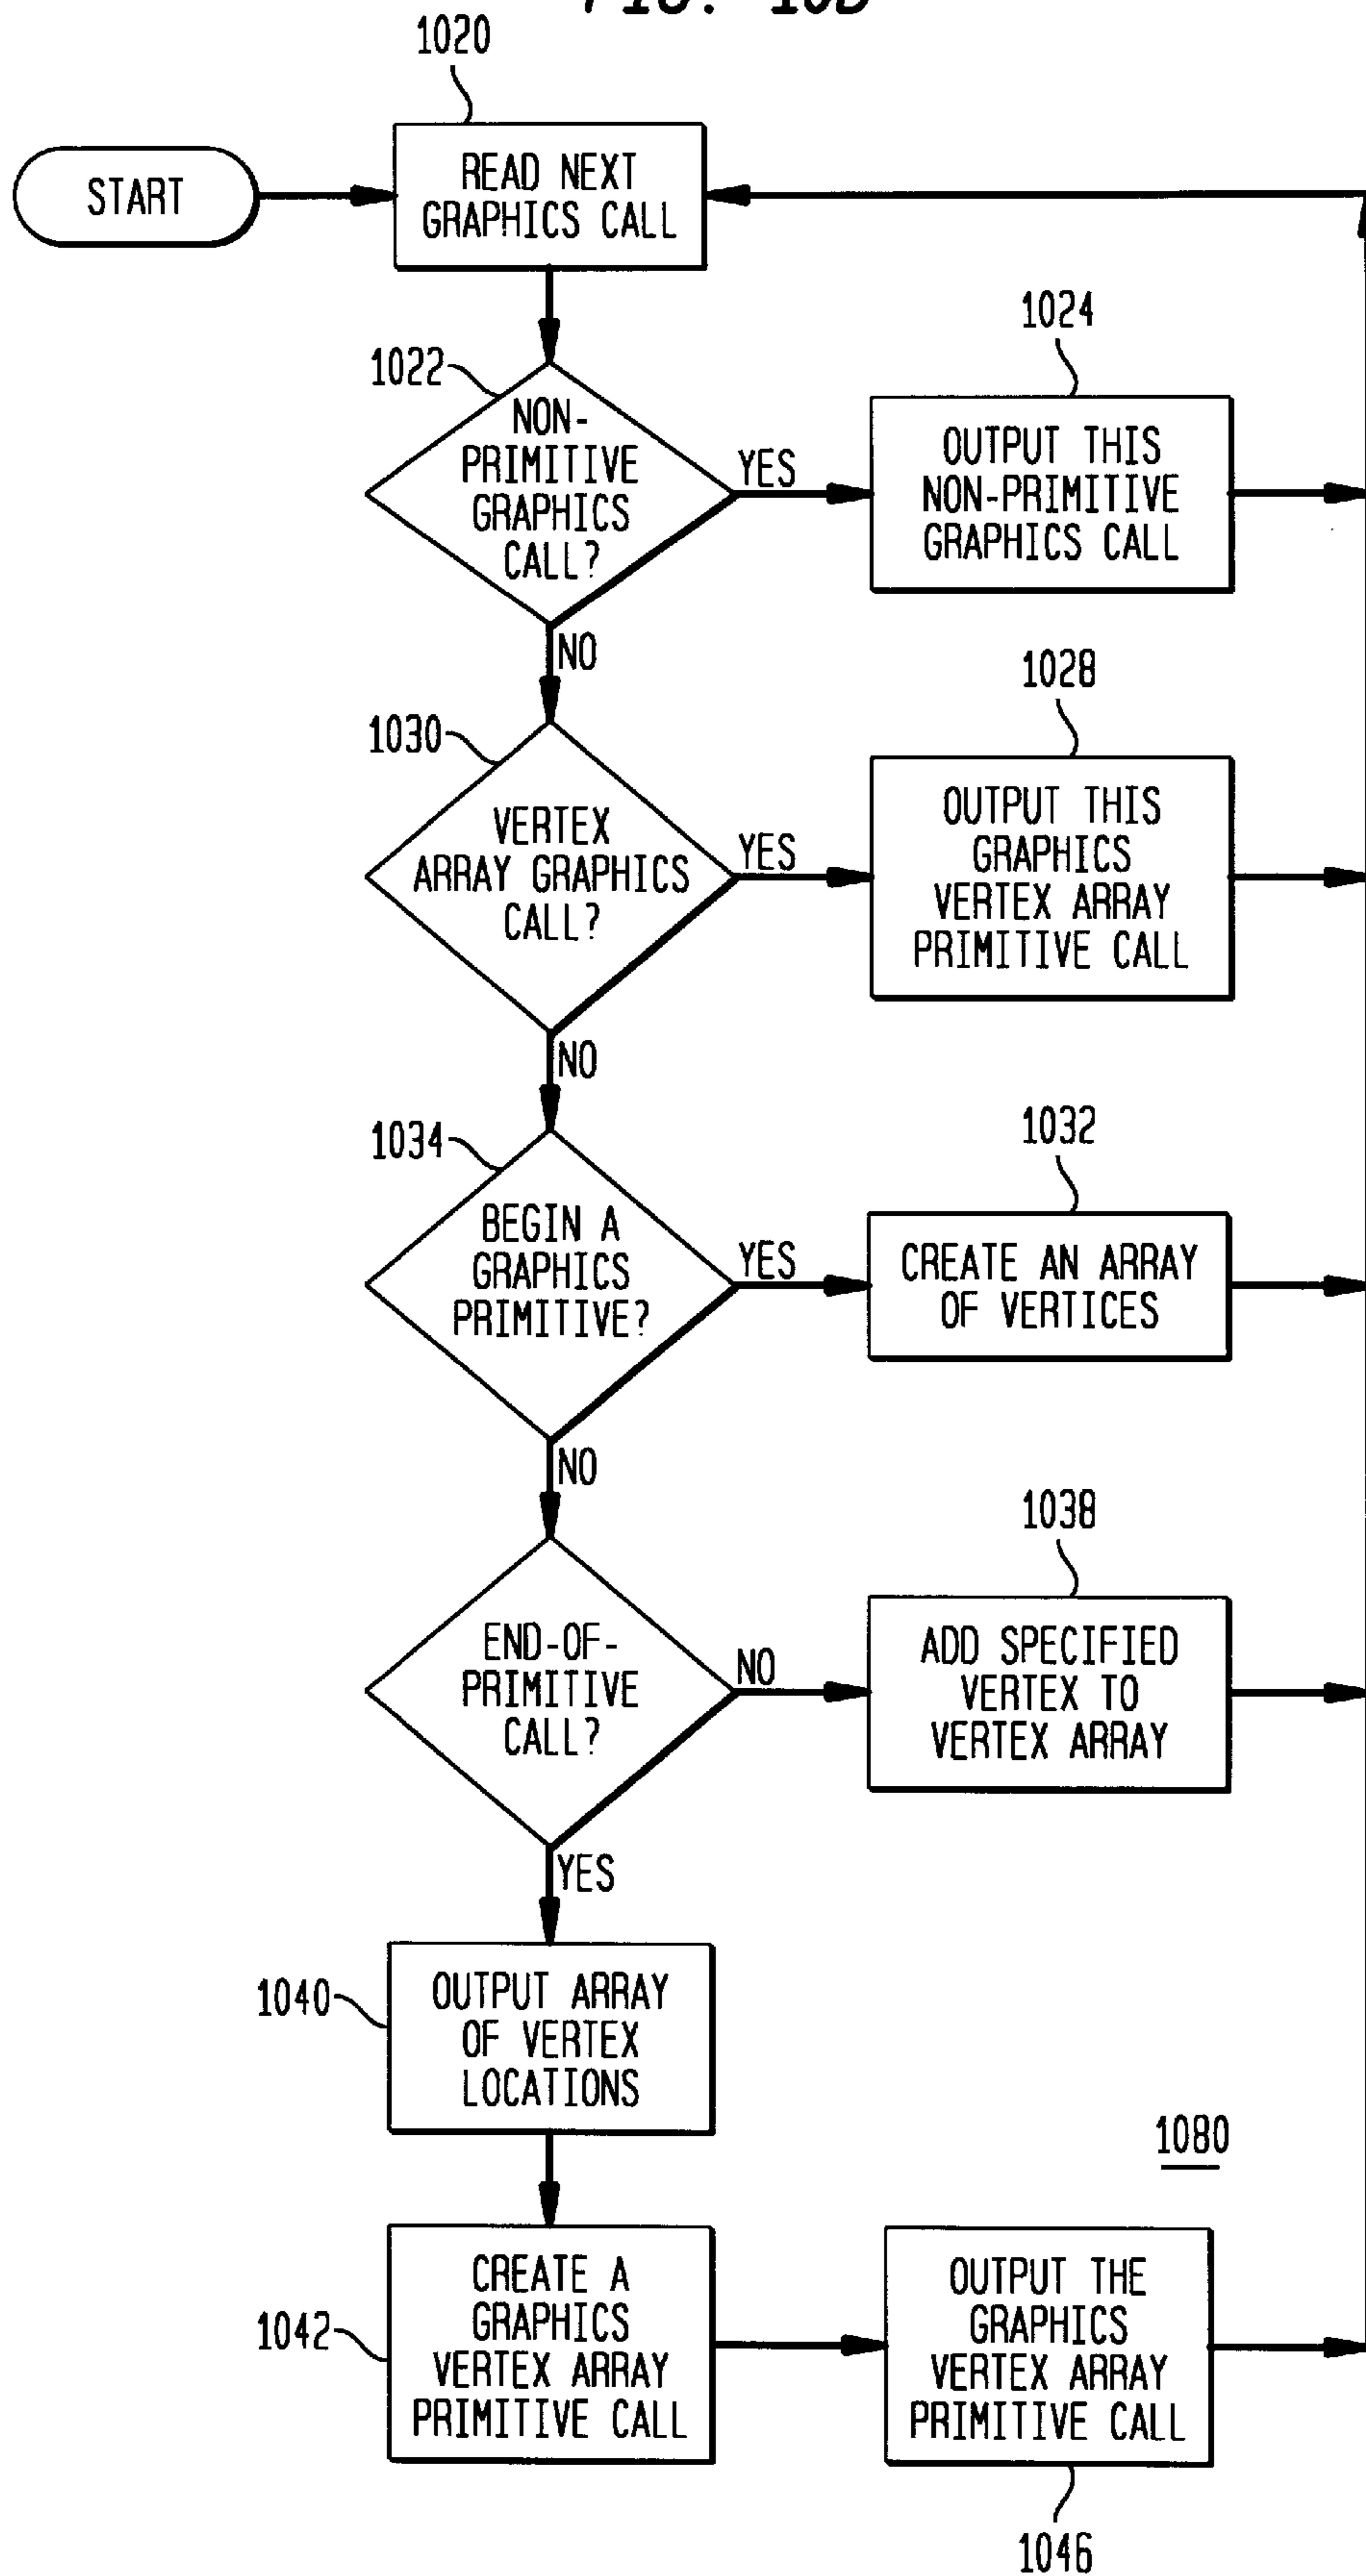 1020
START
READ NEXT
GRAPHICS CALL
1022
NON-
PRIMITIVE
GRAPHICS
CALL?
YES
NO
1024
OUTPUT THIS
NON-PRIMITIVE
GRAPHICS CALL
1030
VERTEX
ARRAY GRAPHICS
CALL?
YES
NO
1028
OUTPUT THIS
GRAPHICS
VERTEX ARRAY
PRIMITIVE CALL
1034
BEGIN A
GRAPHICS
PRIMITIVE?
YES
NO
1032
CREATE AN ARRAY
OF VERTICES
END-OF-
PRIMITIVE
CALL?
NO
YES
1038
ADD SPECIFIED
VERTEX TO
VERTEX ARRAY
1040
OUTPUT ARRAY
OF VERTEX
LOCATIONS
1080
1042
CREATE A
GRAPHICS
VERTEX ARRAY
PRIMITIVE CALL
OUTPUT THE
GRAPHICS
VERTEX ARRAY
PRIMITIVE CALL
1046